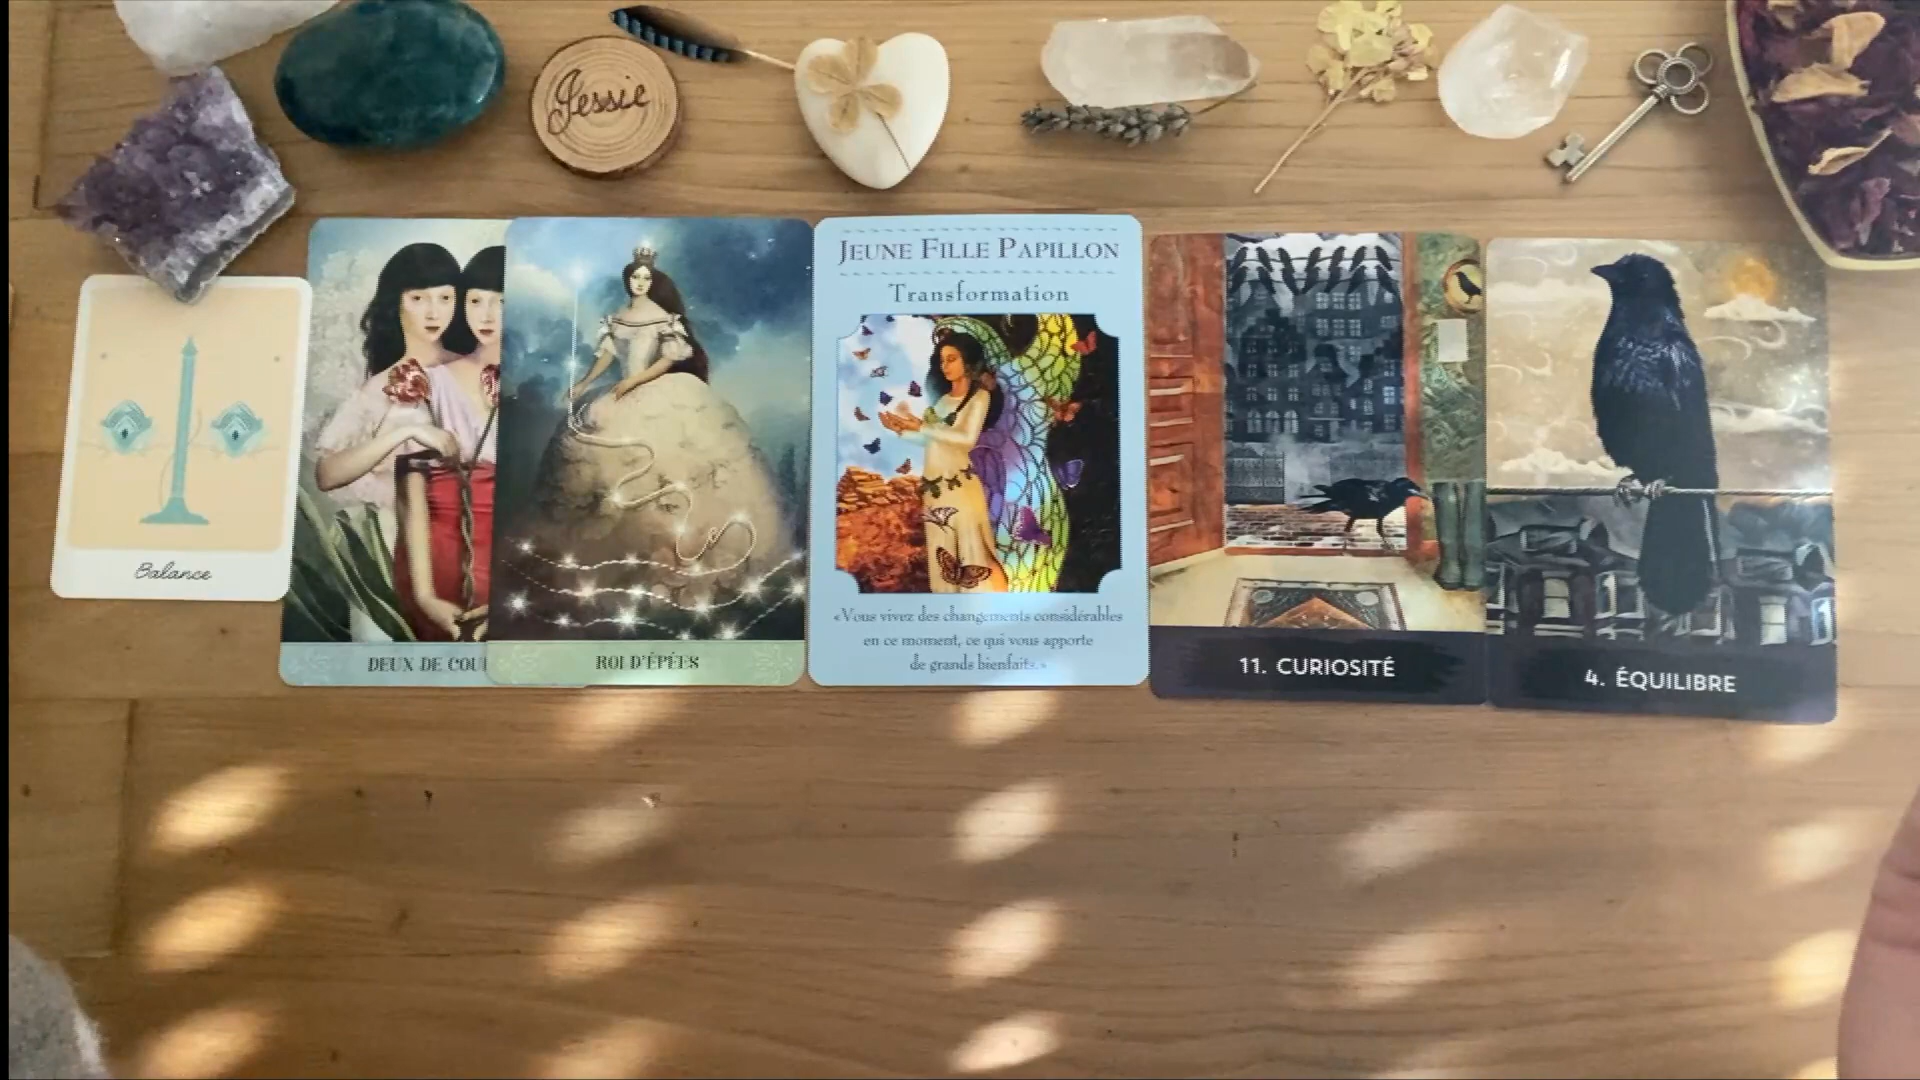 Jessie
Balance
DEUX DE COU
ROI D'ÉPÉES
JEUNE FILLE PAPILLON
Transformation
«Vous vivez des changements considérables
en ce moment, ce qui vous apporte
de grands bienfaits.»
11. CURIOSITÉ
4. ÉQUILIBRE